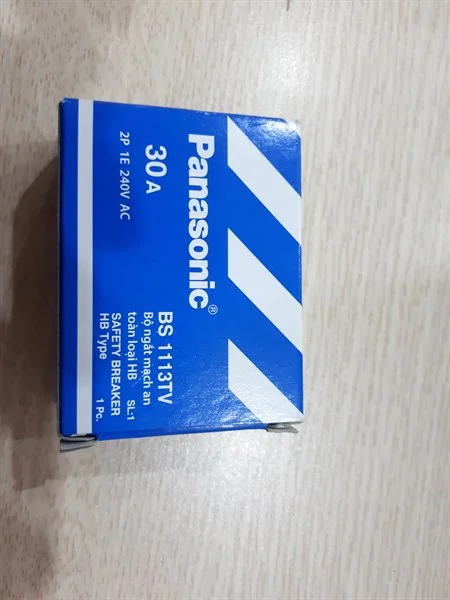 Panasonic®
30 A
2P 1E 240V AC
BS 1113TV
Bộ ngắt mạch an
toàn loại HB SL:1
SAFETY BREAKER
HB Type 1 Pc.